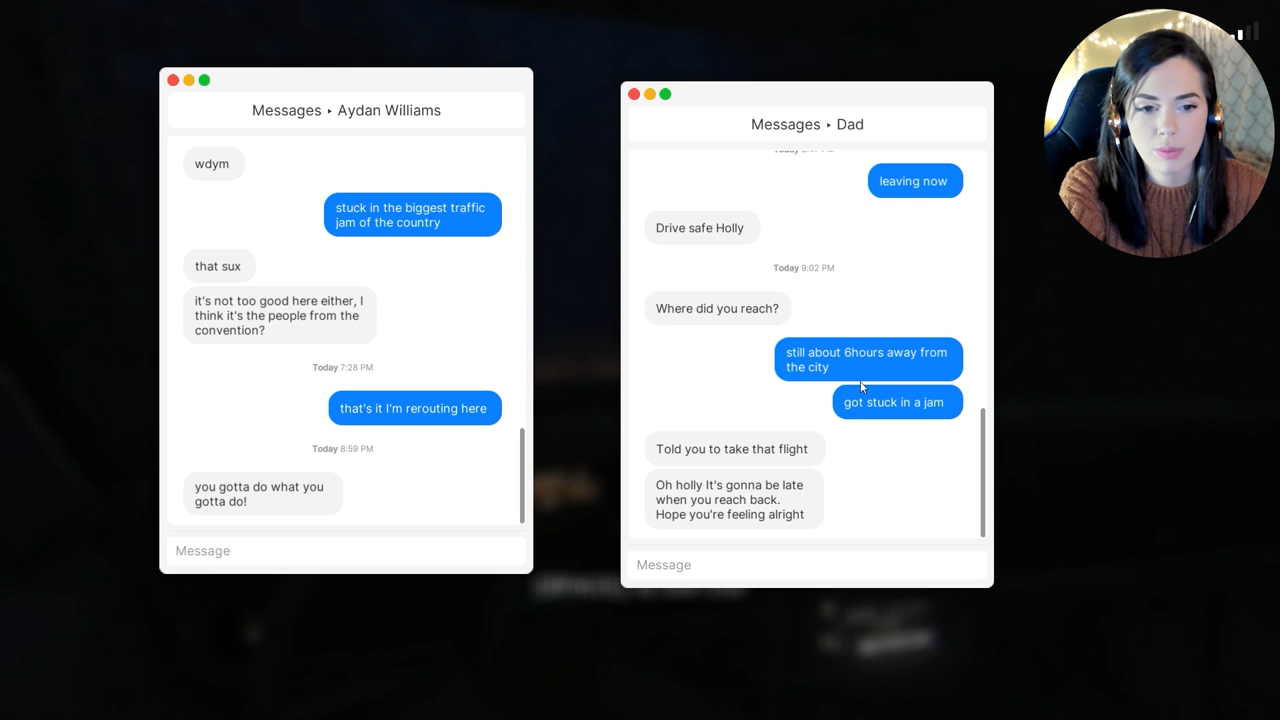 Messages ▸ Aydan Williams
wdym
stuck in the biggest traffic
jam of the country
that sux
it's not too good here either, I
think it's the people from the
convention?
Today 7:28 PM
that's it I'm rerouting here
Today 8:59 PM
you gotta do what you
gotta do!
Message
Messages ▸ Dad
leaving now
Drive safe Holly
Today 9:02 PM
Where did you reach?
still about 6hours away from
the city
got stuck in a jam
Told you to take that flight
Oh holly It's gonna be late
when you reach back.
Hope you're feeling alright
Message